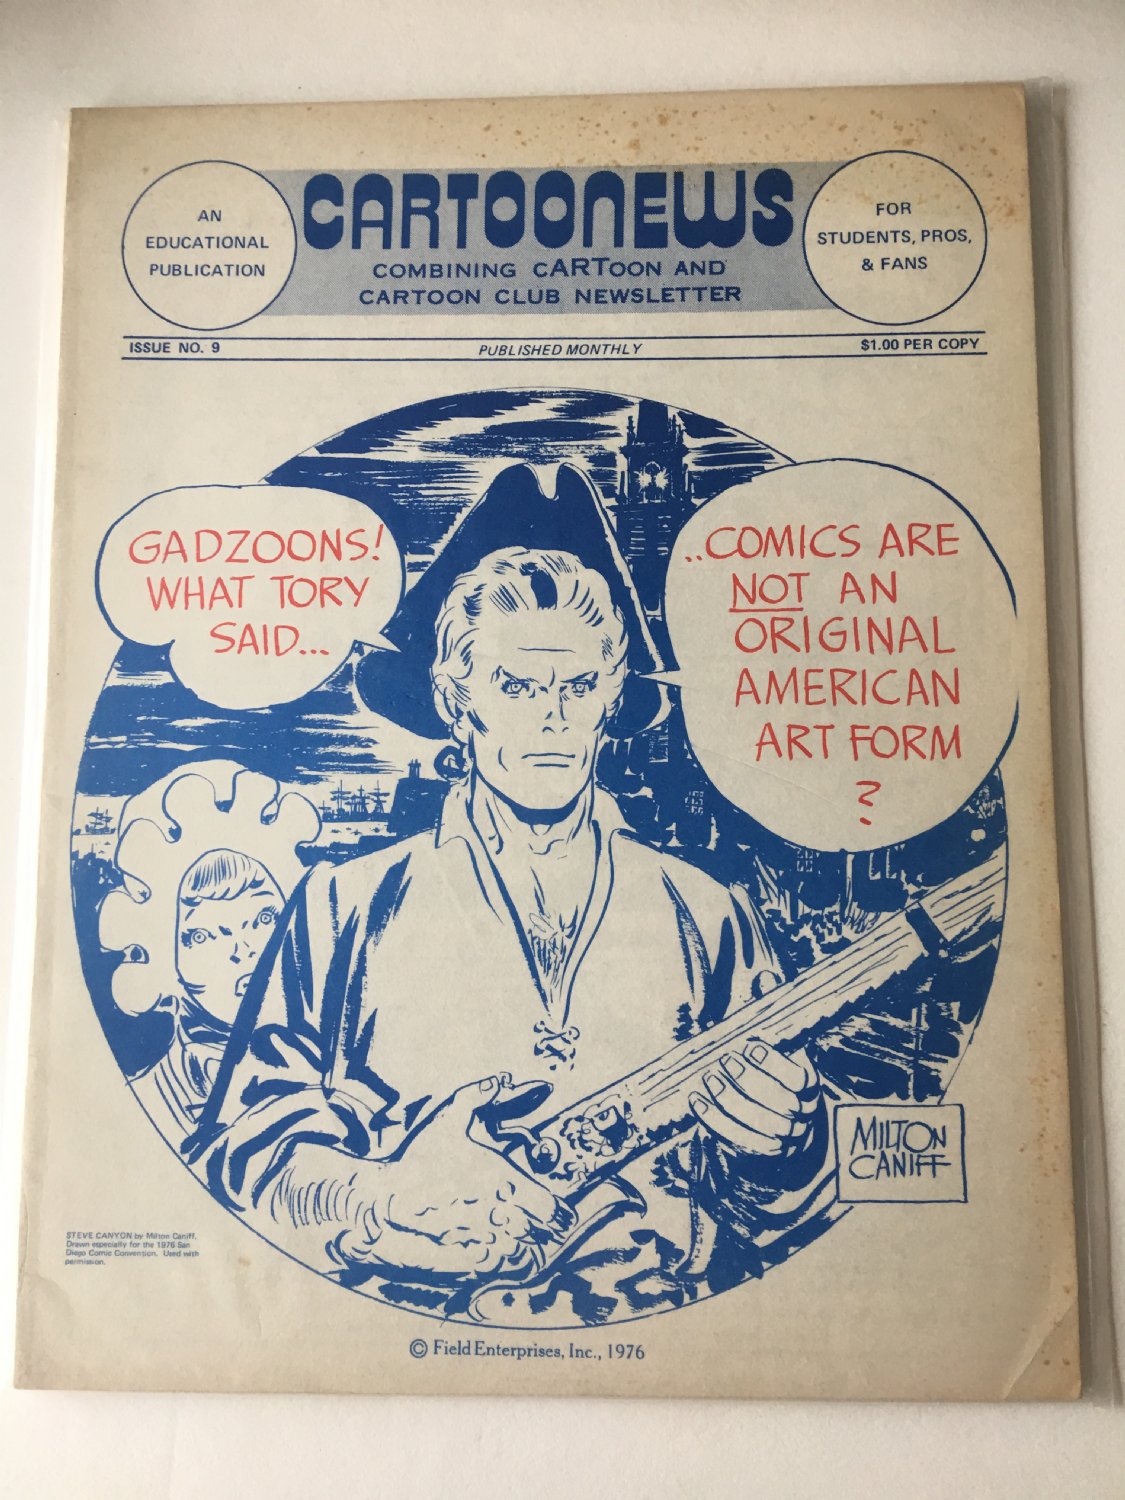 AN
EDUCATIONAL
PUBLICATION
CARTOONEWS
COMBINING CARTOON AND
CARTOON CLUB NEWSLETTER
FOR
STUDENTS, PROS,
& FANS
ISSUE NO. 9
PUBLISHED MONTHLY
$1.00 PER COPY
GADZOONS!
WHAT TORY
SAID...
..COMICS ARE
NOT AN
ORIGINAL
AMERICAN
ART FORM
?
MILTON
CANIFF
STEVE CANYON by Milton Caniff.
Drawn especially for the 1976 San
Diego Comic Convention. Used with
permission.
© Field Enterprises, Inc., 1976